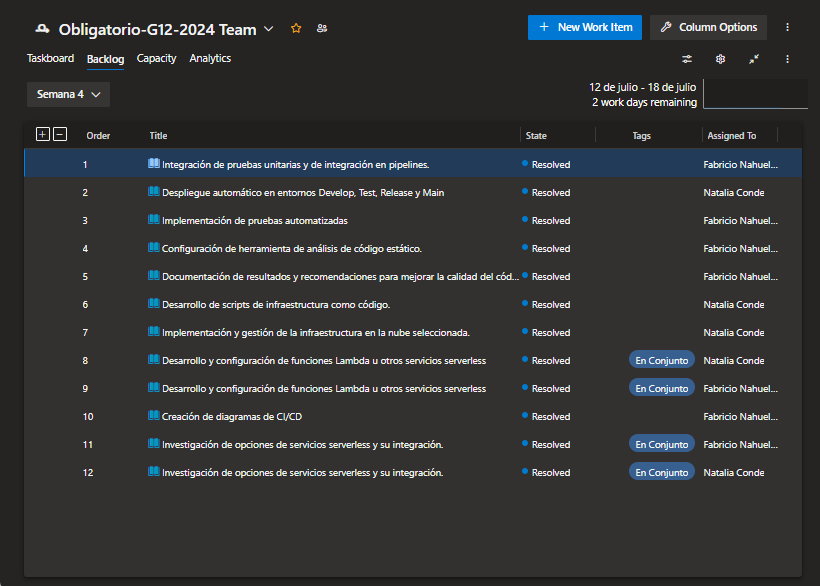 Obligatorio-G12-2024 Team
+ New Work Item
Column Options
Taskboard Backlog Capacity Analytics
Semana 4
12 de julio - 18 de julio
2 work days remaining
Order Title State Tags Assigned To
1 Integración de pruebas unitarias y de integración en pipelines. Resolved Fabricio Nahuel...
2 Despliegue automático en entornos Develop, Test, Release y Main Resolved Natalia Conde
3 Implementación de pruebas automatizadas Resolved Fabricio Nahuel...
4 Configuración de herramienta de análisis de código estático. Resolved Fabricio Nahuel...
5 Documentación de resultados y recomendaciones para mejorar la calidad del cód... Resolved Fabricio Nahuel...
6 Desarrollo de scripts de infraestructura como código. Resolved Natalia Conde
7 Implementación y gestión de la infraestructura en la nube seleccionada. Resolved Natalia Conde
8 Desarrollo y configuración de funciones Lambda u otros servicios serverless Resolved En Conjunto Natalia Conde
9 Desarrollo y configuración de funciones Lambda u otros servicios serverless Resolved En Conjunto Fabricio Nahuel...
10 Creación de diagramas de CI/CD Resolved Fabricio Nahuel...
11 Investigación de opciones de servicios serverless y su integración. Resolved En Conjunto Fabricio Nahuel...
12 Investigación de opciones de servicios serverless y su integración. Resolved En Conjunto Natalia Conde